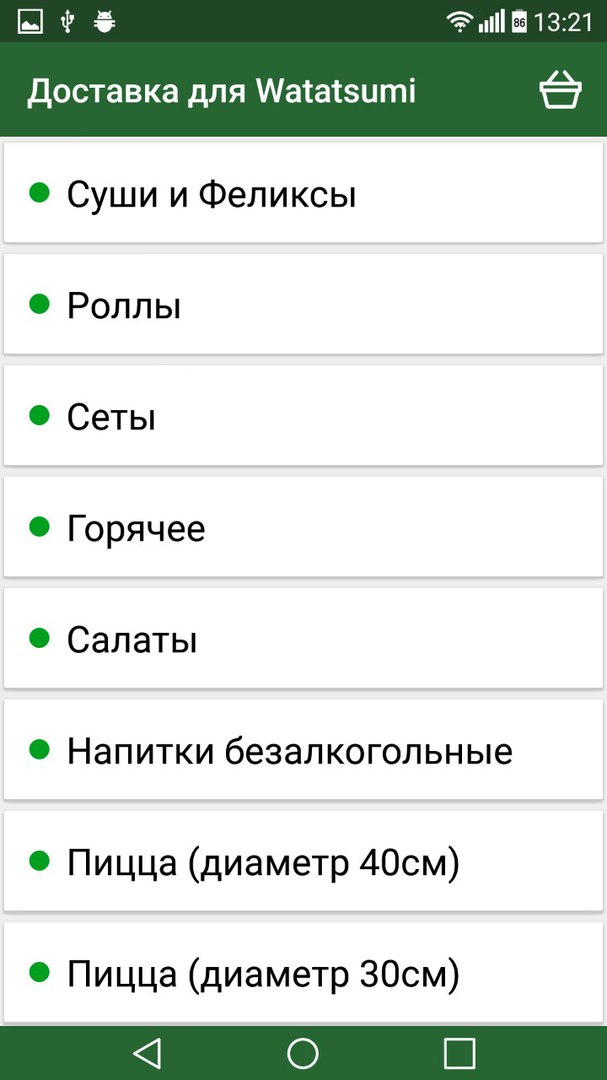 86 13:21
Доставка для Watatsumi
Суши и Феликсы
Роллы
Сеты
Горячее
Салаты
Напитки безалкогольные
Пицца (диаметр 40см)
Пицца (диаметр 30см)